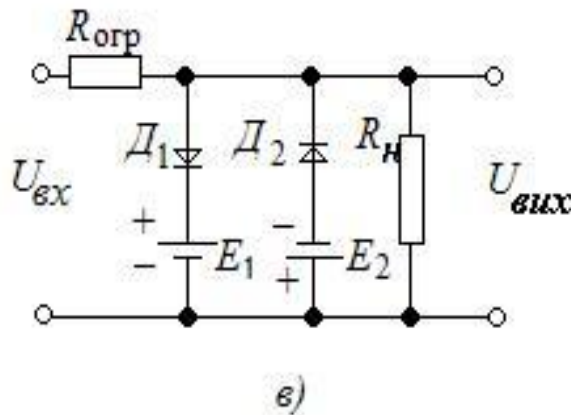 Rогр
Д1 Д2 Rн
Uвх Uвих
+ −
− E1 + E2
в)